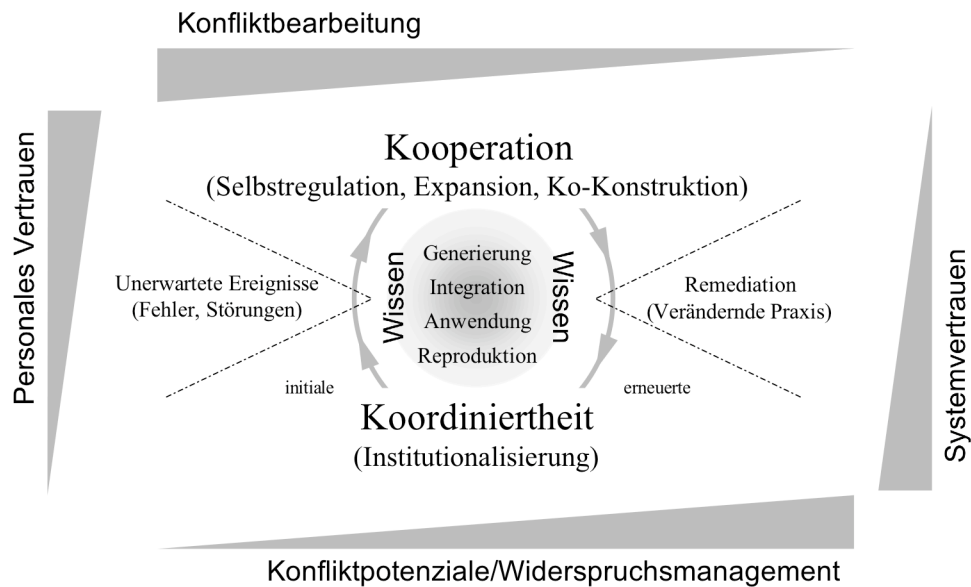 Konfliktbearbeitung
Personales Vertrauen
Kooperation
(Selbstregulation, Expansion, Ko-Konstruktion)
Unerwartete Ereignisse
(Fehler, Störungen)
Wissen
Generierung
Integration
Anwendung
Reproduktion
Wissen
Remediation
(Verändernde Praxis)
initiale
erneuerte
Koordiniertheit
(Institutionalisierung)
Systemvertrauen
Konfliktpotenziale/Widerspruchsmanagement